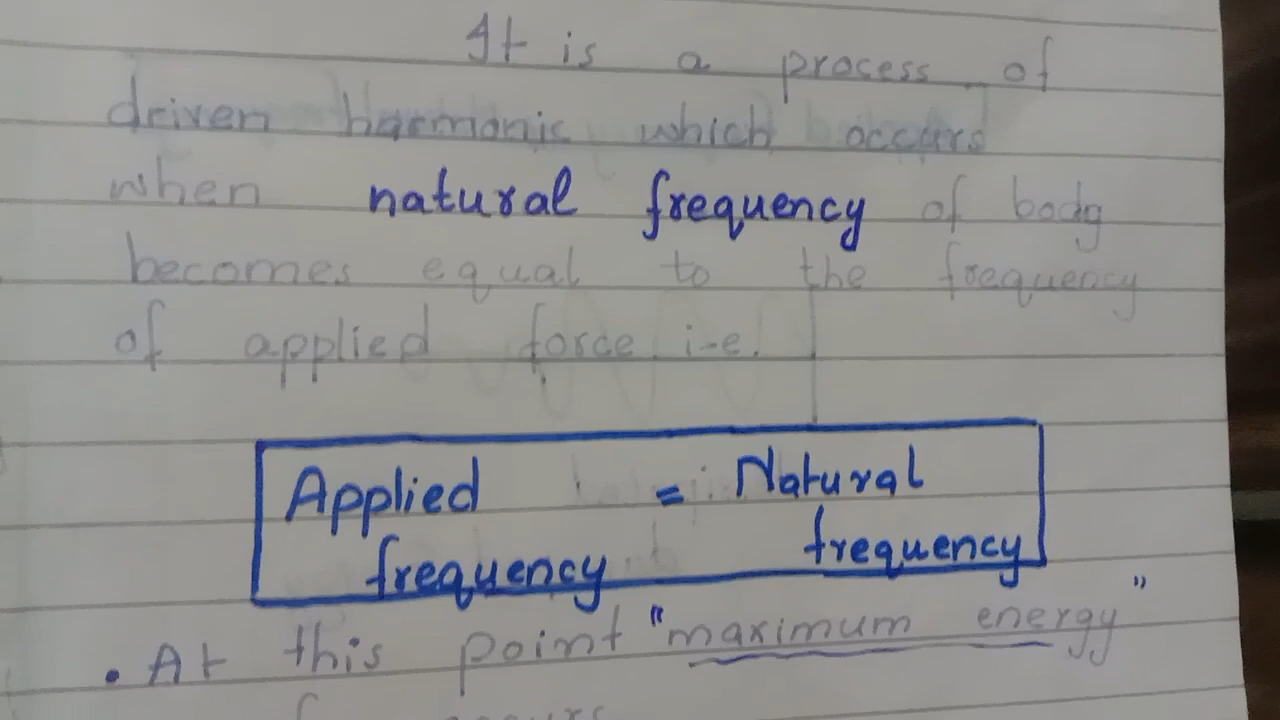 It is a process of
driven harmonic which occurs
when natural frequency of body
becomes equal to the frequency
of applied force i-e.
Applied = Natural
frequency frequency
• At this point "maximum energy"
occurs